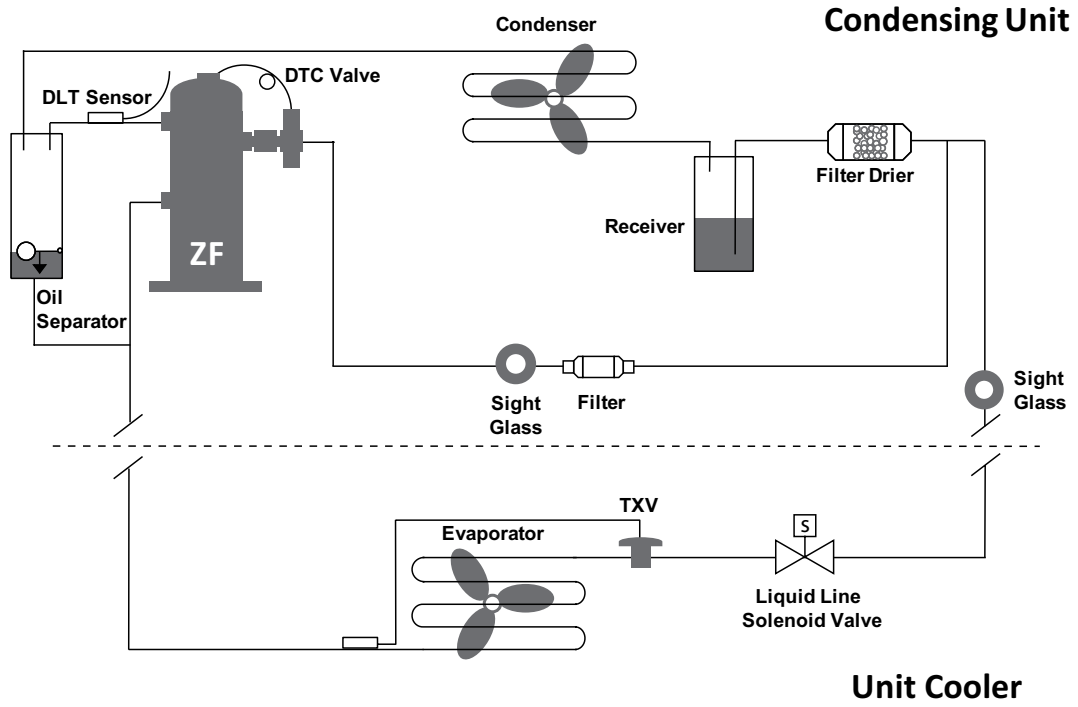 Condensing Unit
Condenser
DTC Valve
DLT Sensor
Filter Drier
Receiver
ZF
Oil
Separator
Sight
Glass
Filter
Sight
Glass
TXV
Evaporator
S
Liquid Line
Solenoid Valve
Unit Cooler